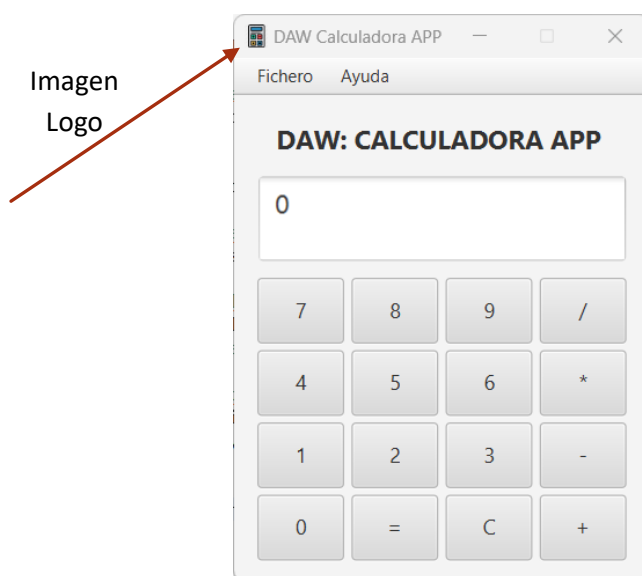 DAW Calculadora APP
Fichero Ayuda
Imagen
Logo
DAW: CALCULADORA APP
0
7 8 9 /
4 5 6 *
1 2 3 -
0 = C +